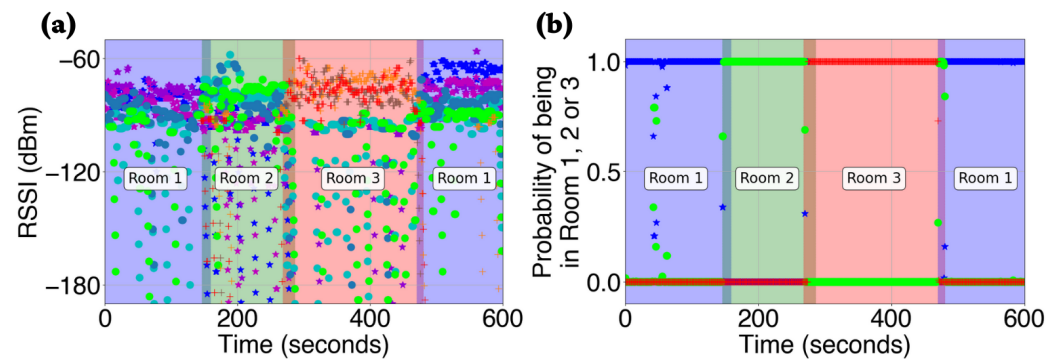 (a)
RSSI (dBm)
−60
−120
−180
Room 1
Room 2
Room 3
Room 1
0
200
400
600
Time (seconds)
(b)
Probability of being
in Room 1, 2 or 3
1.0
0.5
0.0
Room 1
Room 2
Room 3
Room 1
0
200
400
600
Time (seconds)